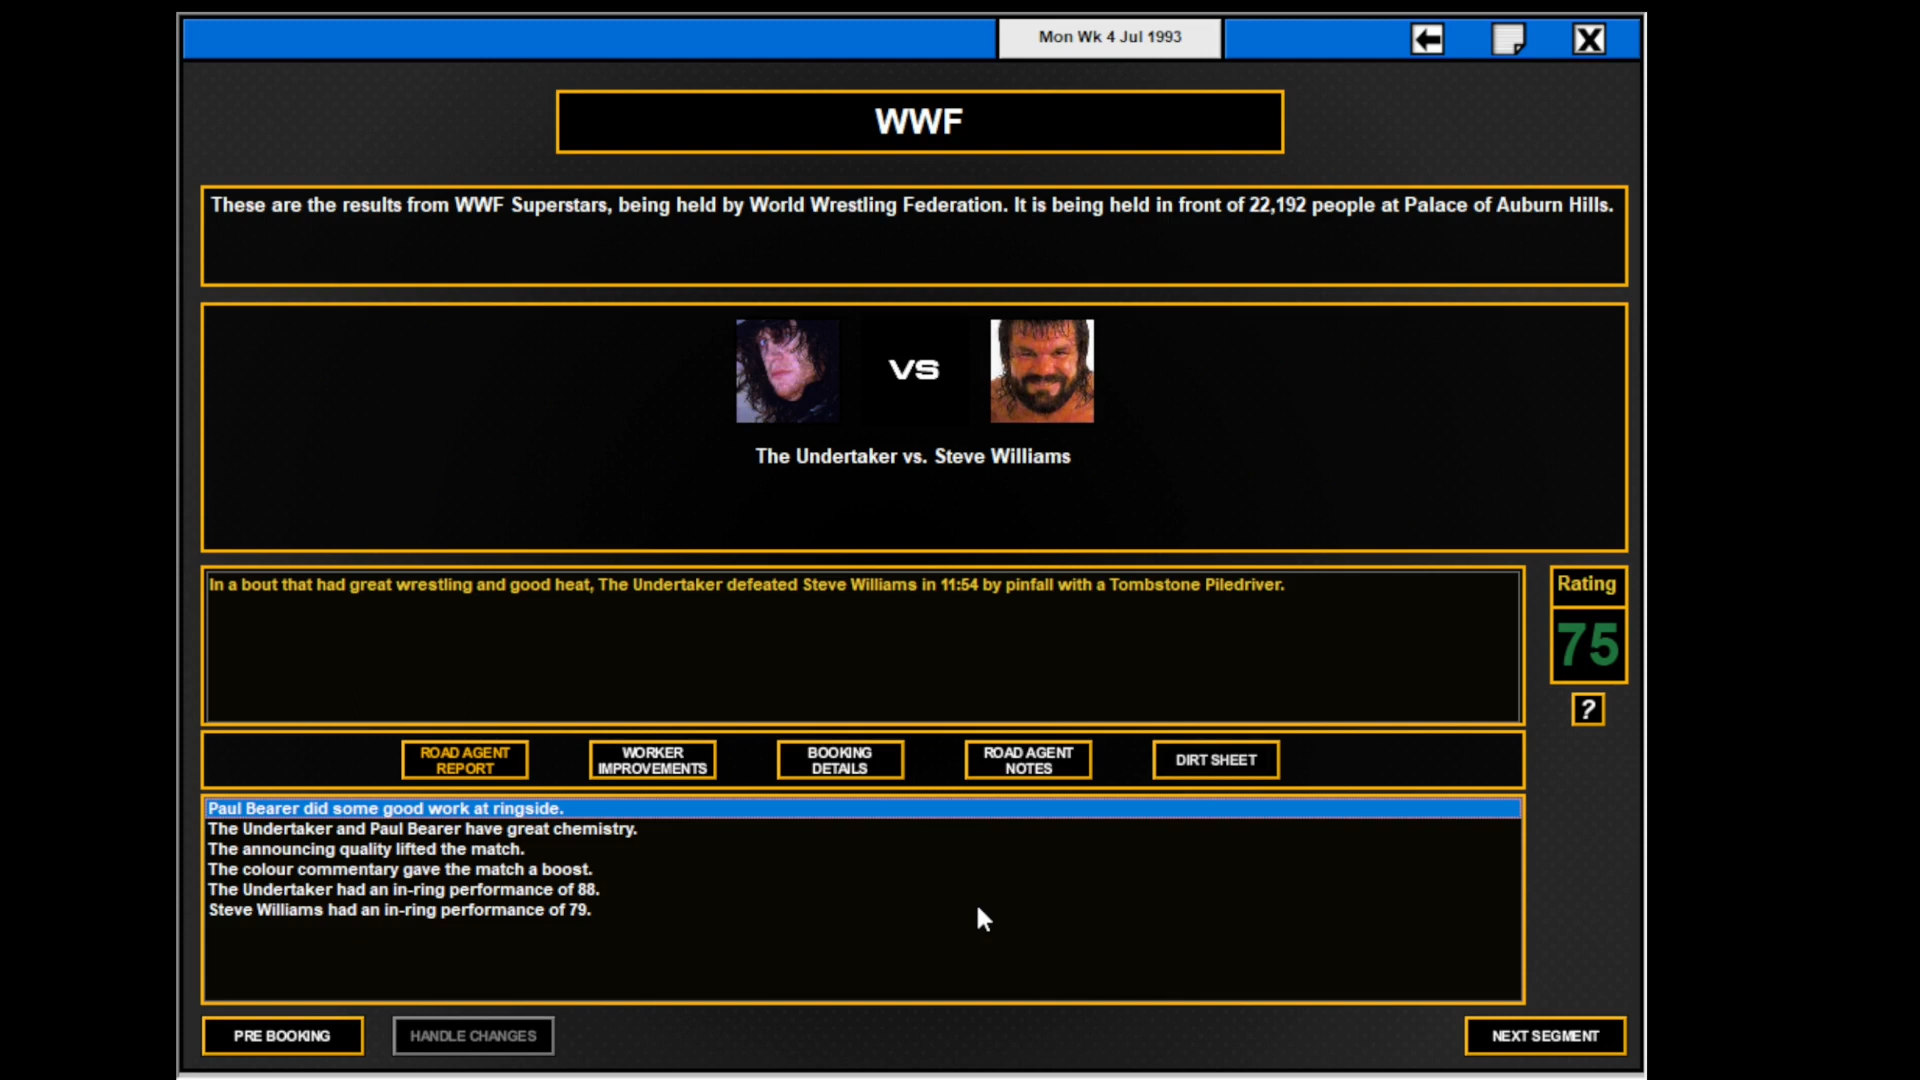 Mon Wk 4 Jul 1993
WWF
These are the results from WWF Superstars, being held by World Wrestling Federation. It is being held in front of 22,192 people at Palace of Auburn Hills.
VS
The Undertaker vs. Steve Williams
In a bout that had great wrestling and good heat, The Undertaker defeated Steve Williams in 11:54 by pinfall with a Tombstone Piledriver.
Rating
75
?
ROAD AGENT
REPORT
WORKER
IMPROVEMENTS
BOOKING
DETAILS
ROAD AGENT
NOTES
DIRT SHEET
Paul Bearer did some good work at ringside.
The Undertaker and Paul Bearer have great chemistry.
The announcing quality lifted the match.
The colour commentary gave the match a boost.
The Undertaker had an in-ring performance of 88.
Steve Williams had an in-ring performance of 79.
PRE BOOKING
HANDLE CHANGES
NEXT SEGMENT